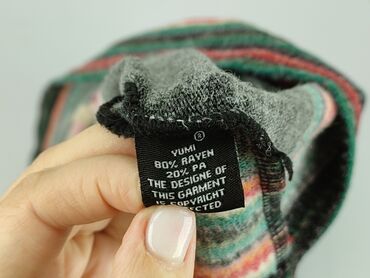 S
YUMI
80% RAYEN
20% PA
THE DESIGNE OF
THIS GARMENT
IS COPYRIGHT